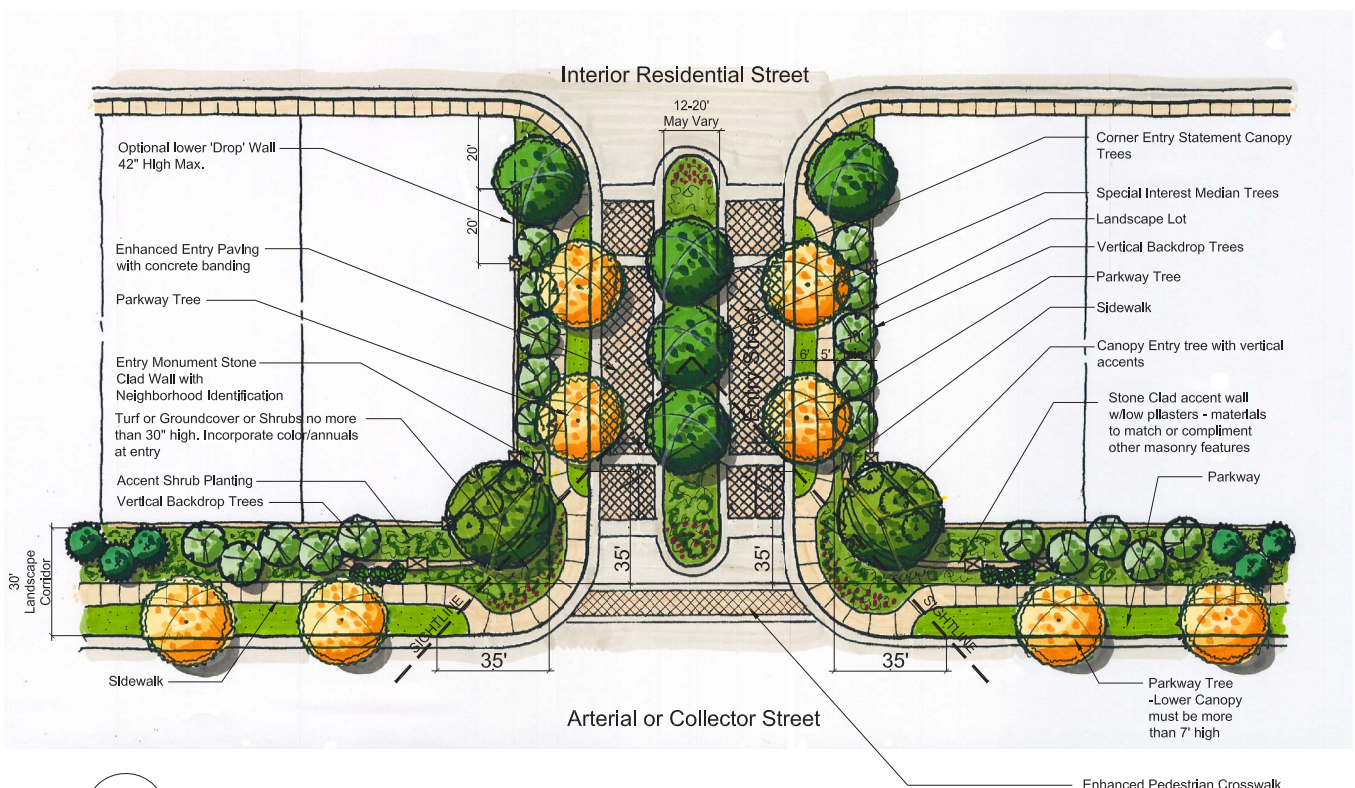 Interior Residential Street
12-20'
May Vary
Optional lower 'Drop' Wall
42" High Max.
20'
20'
Enhanced Entry Paving
with concrete banding
Parkway Tree
Entry Monument Stone
Clad Wall with
Neighborhood Identification
Turf or Groundcover or Shrubs no more
than 30" high. Incorporate color/annuals
at entry
Accent Shrub Planting
Vertical Backdrop Trees
30'
Landscape
Corridor
Sidewalk
Corner Entry Statement Canopy
Trees
Special Interest Median Trees
Landscape Lot
Vertical Backdrop Trees
Parkway Tree
Sidewalk
Canopy Entry tree with vertical
accents
Stone Clad accent wall
w/low pilasters - materials
to match or compliment
other masonry features
Parkway
Entry Street
6'
5'
35'
35'
SIGHTLINE
SIGHTLINE
35'
35'
Parkway Tree
-Lower Canopy
must be more
than 7' high
Arterial or Collector Street
Enhanced Pedestrian Crosswalk